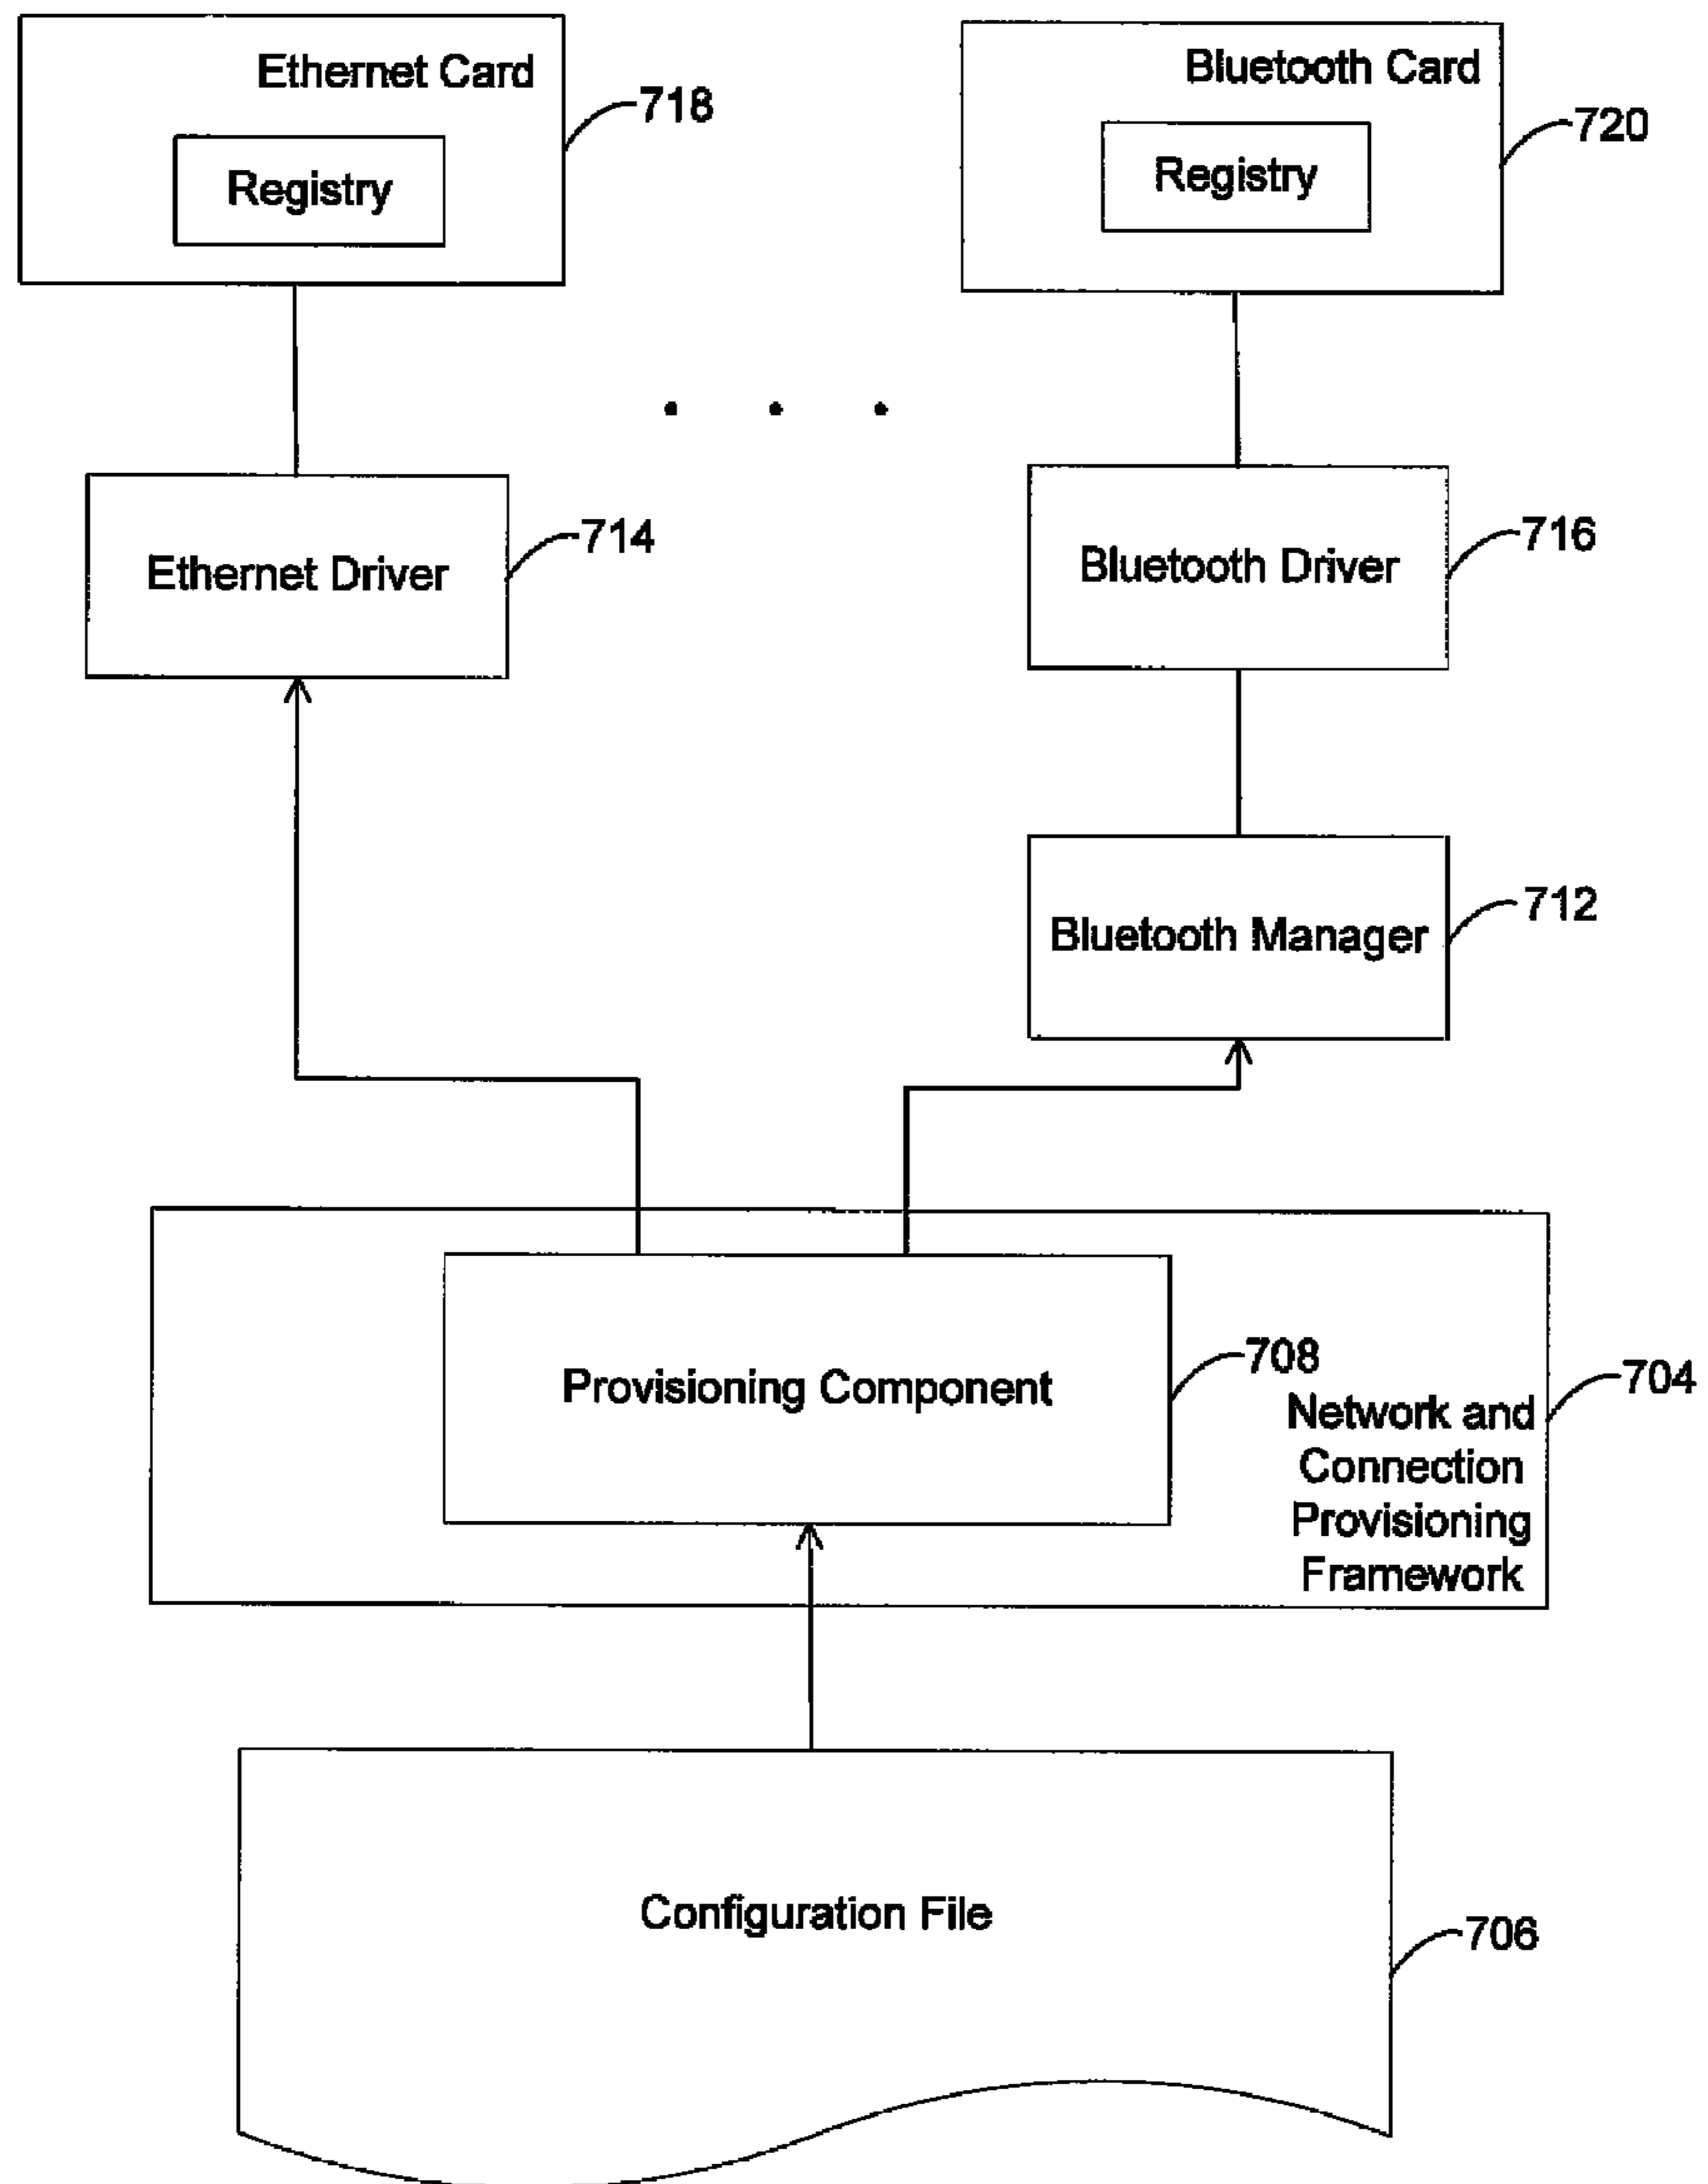 Ethernet Card
718
Registry
Bluetooth Card
720
Registry
Ethernet Driver
714
Bluetooth Driver
716
Bluetooth Manager
712
Provisioning Component
708
704
Network and
Connection
Provisioning
Framework
Configuration File
706